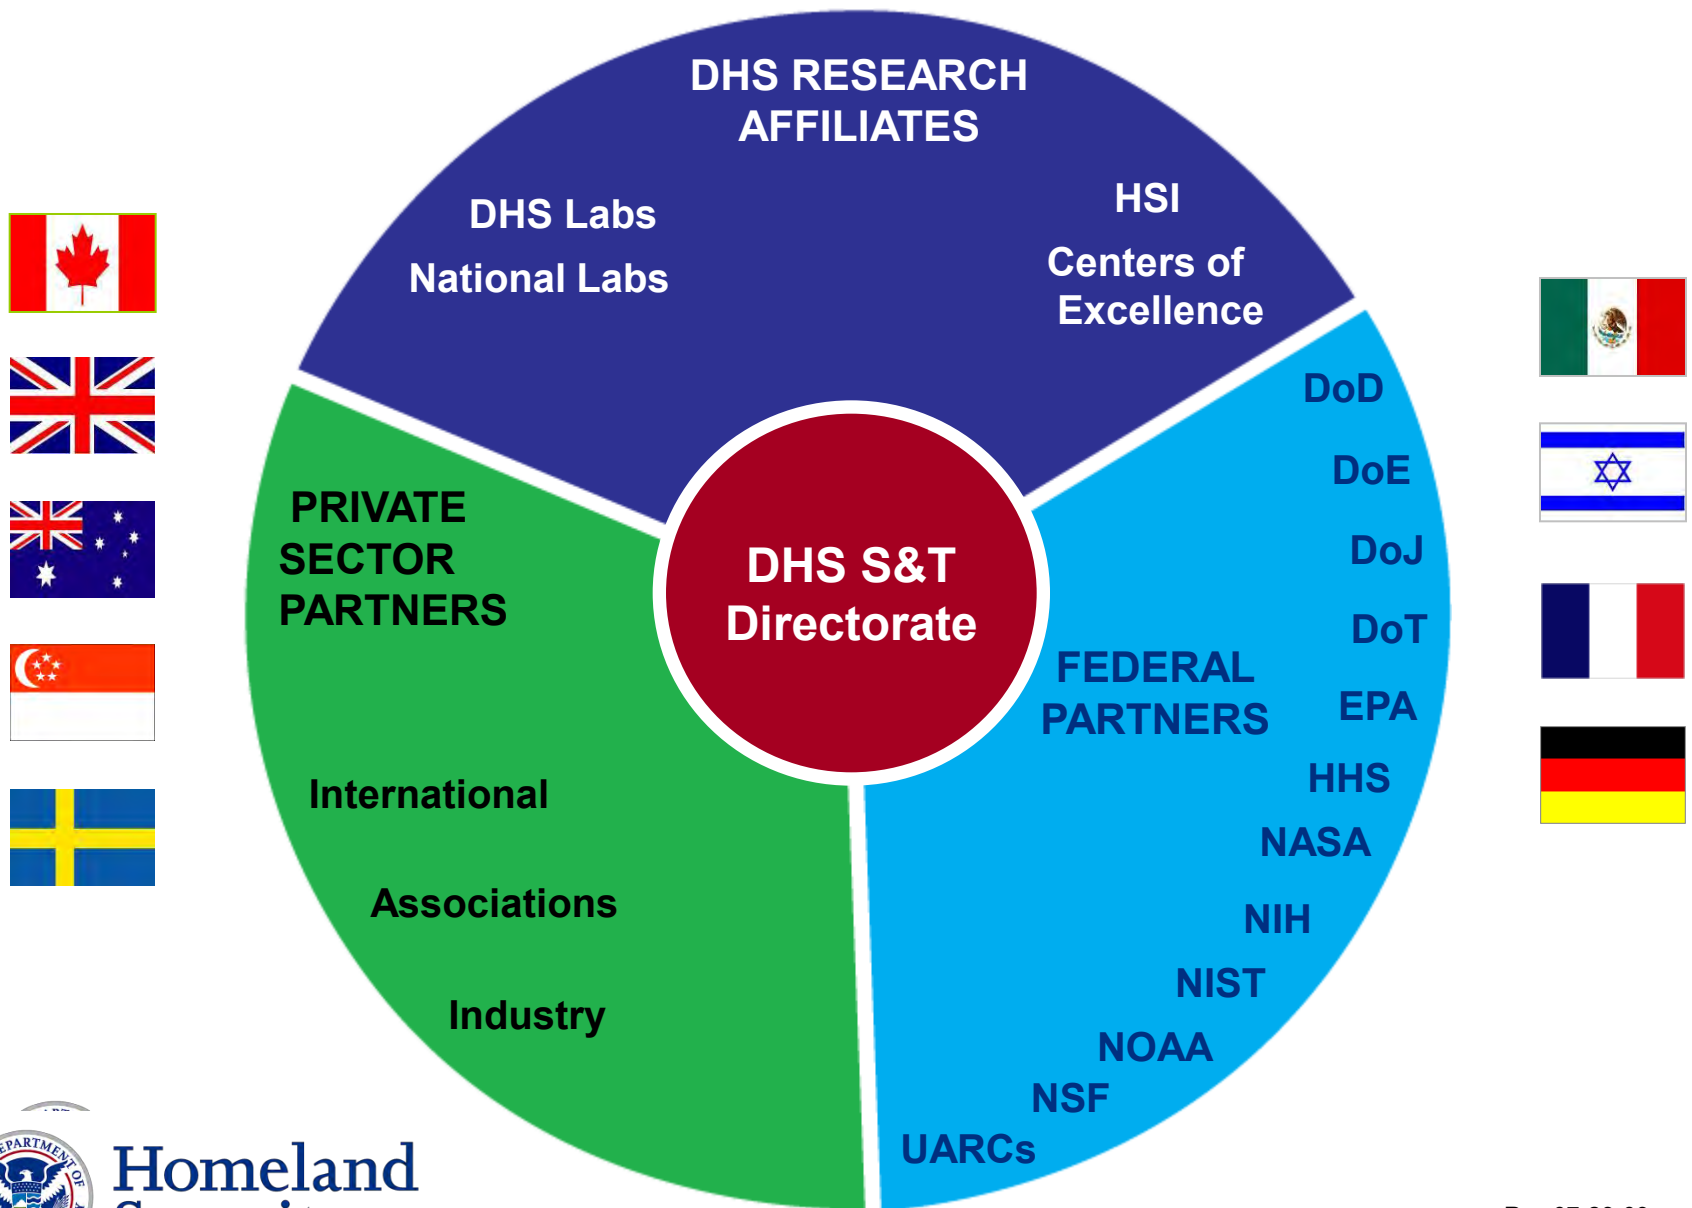 DHS RESEARCH
AFFILIATES
DHS Labs
National Labs
HSI
Centers of
Excellence
DHS S&T
Directorate
PRIVATE
SECTOR
PARTNERS
International
Associations
Industry
FEDERAL
PARTNERS
DoD
DoE
DoJ
DoT
EPA
HHS
NASA
NIH
NIST
NOAA
NSF
UARCs
Homeland